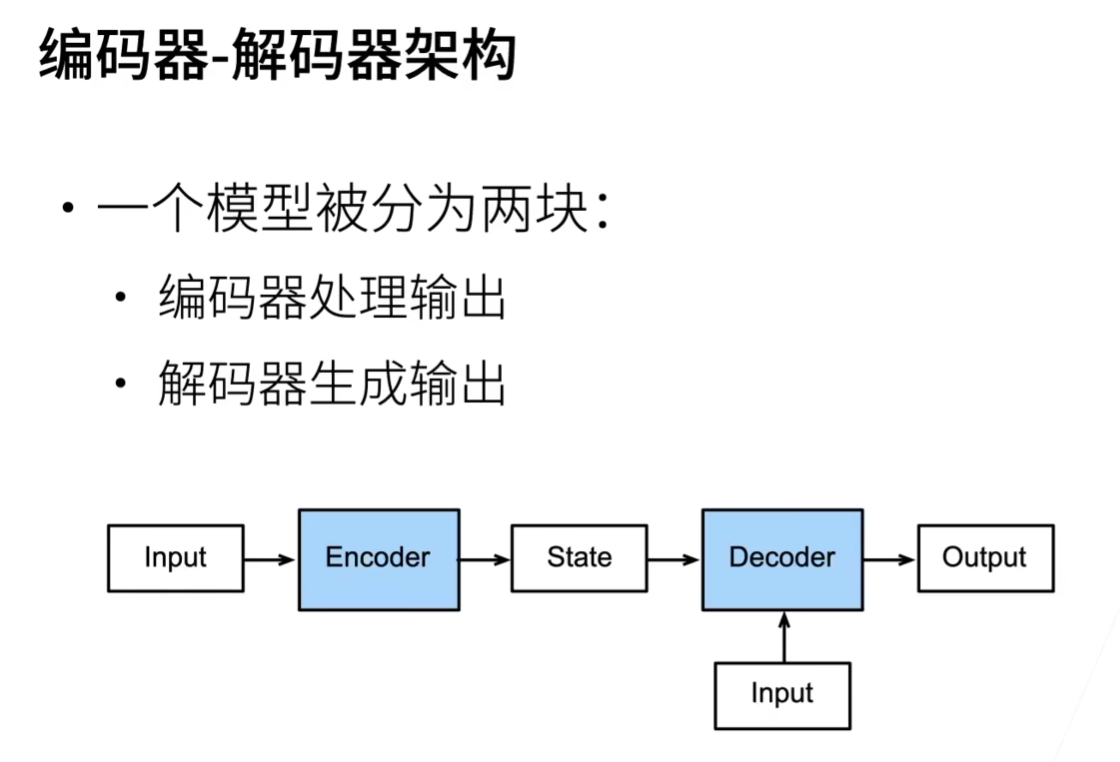 编码器-解码器架构
• 一个模型被分为两块：
• 编码器处理输出
• 解码器生成输出
Input
Encoder
State
Decoder
Output
Input